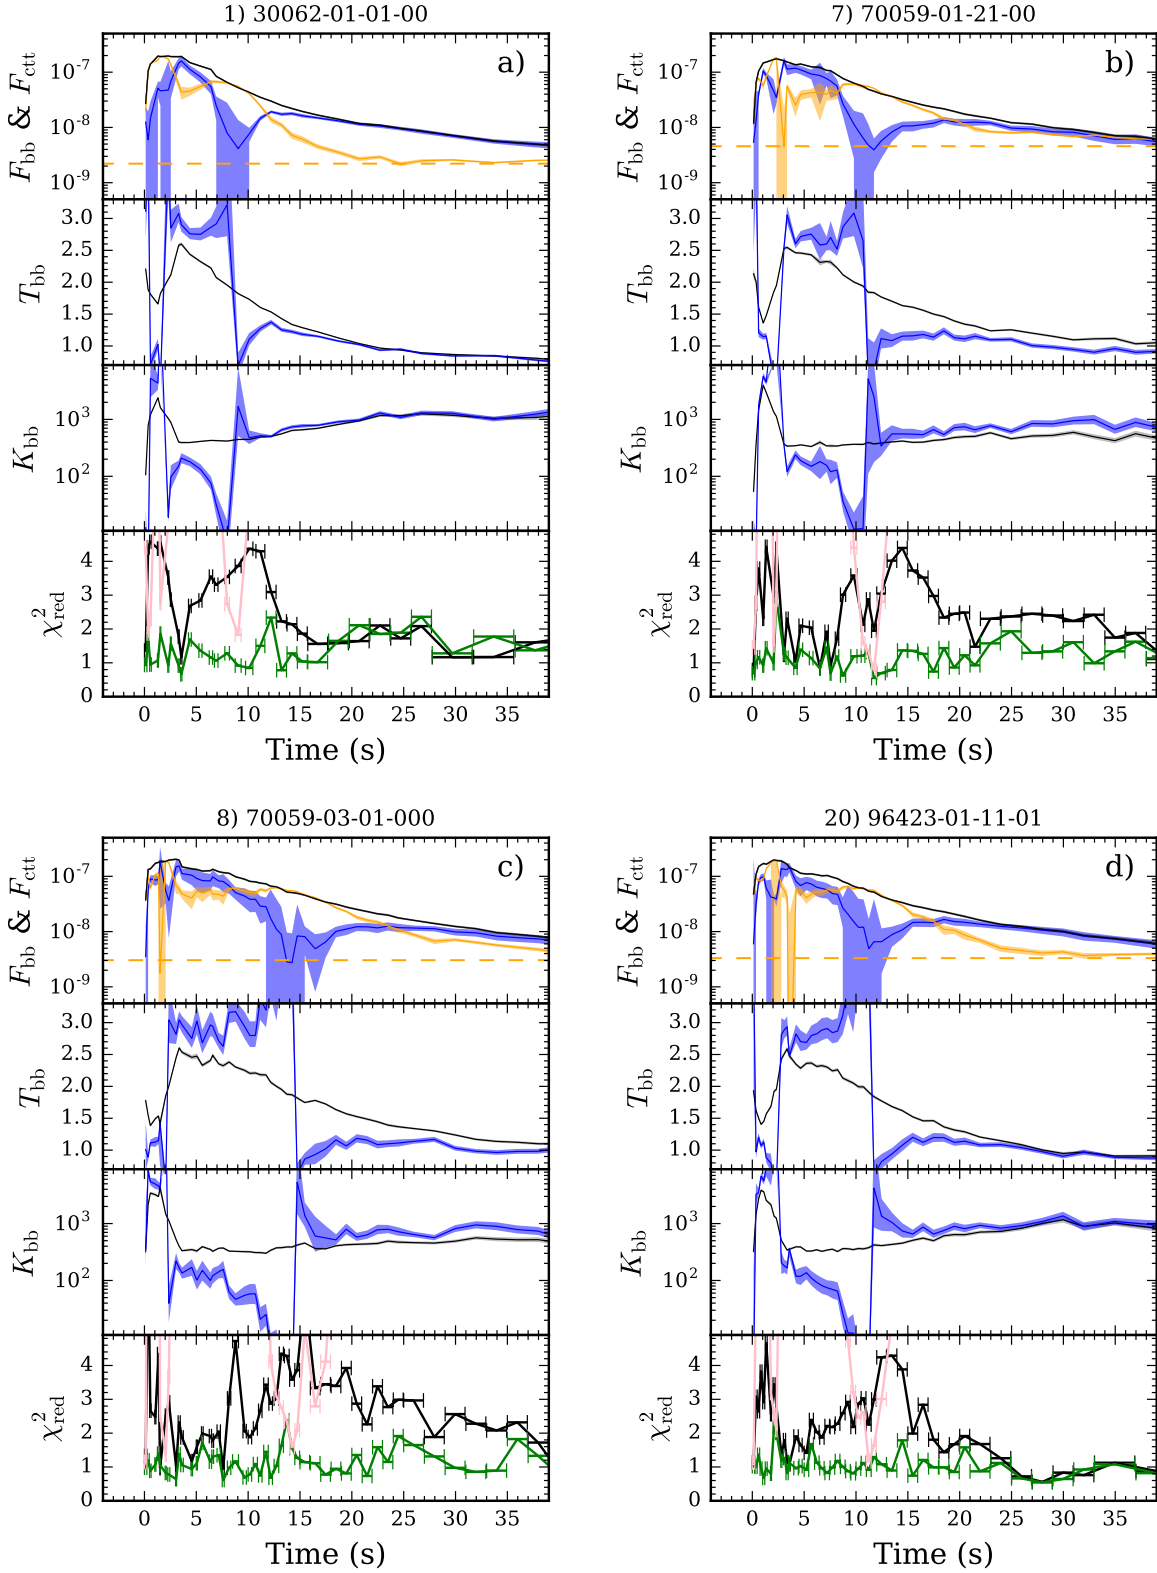 1) 30062-01-01-00
7) 70059-01-21-00
a)
b)
F_bb & F_ctt
10^-7
10^-8
10^-9
F_bb & F_ctt
10^-7
10^-8
10^-9
T_bb
3.0
2.5
2.0
1.5
1.0
T_bb
3.0
2.5
2.0
1.5
1.0
K_bb
10^3
10^2
K_bb
10^3
10^2
χ^2_red
4
3
2
1
0
χ^2_red
4
3
2
1
0
0 5 10 15 20 25 30 35
0 5 10 15 20 25 30 35
Time (s)
Time (s)
8) 70059-03-01-000
20) 96423-01-11-01
c)
d)
F_bb & F_ctt
10^-7
10^-8
10^-9
F_bb & F_ctt
10^-7
10^-8
10^-9
T_bb
3.0
2.5
2.0
1.5
1.0
T_bb
3.0
2.5
2.0
1.5
1.0
K_bb
10^3
10^2
K_bb
10^3
10^2
χ^2_red
4
3
2
1
0
χ^2_red
4
3
2
1
0
0 5 10 15 20 25 30 35
0 5 10 15 20 25 30 35
Time (s)
Time (s)